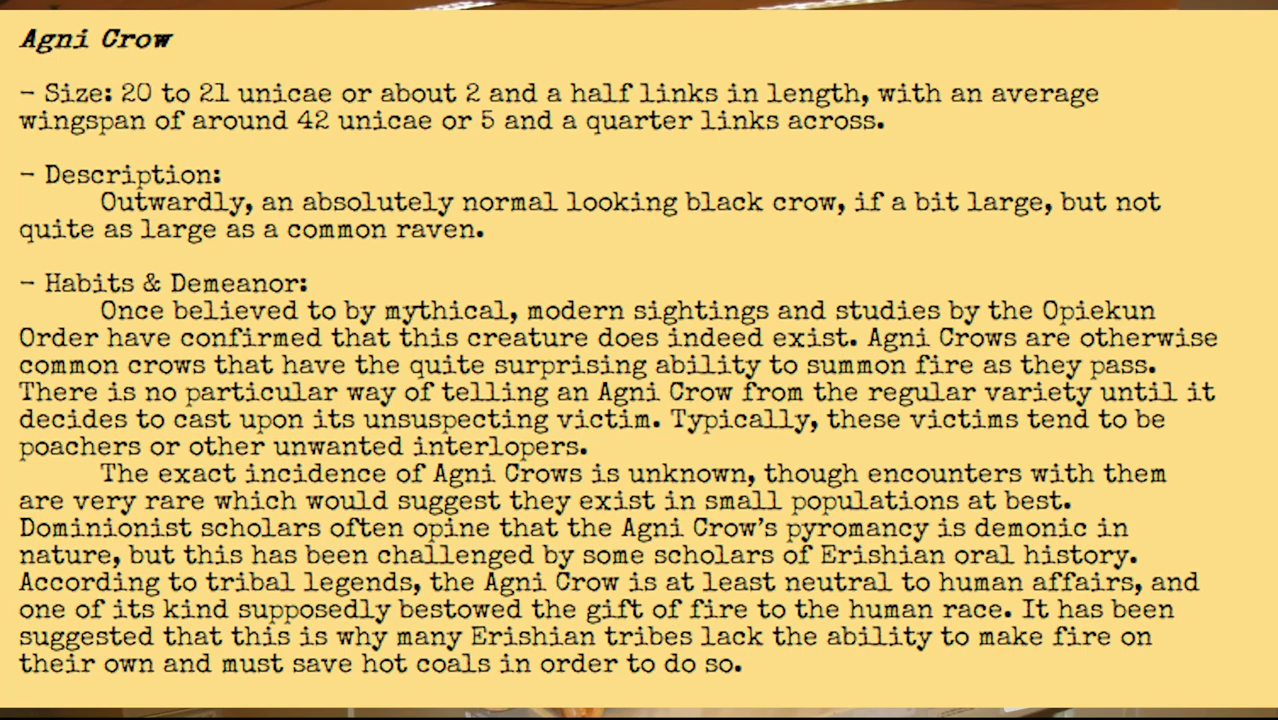 Agni Crow
- Size: 20 to 21 unicae or about 2 and a half links in length, with an average
wingspan of around 42 unicae or 5 and a quarter links across.
- Description:
Outwardly, an absolutely normal looking black crow, if a bit large, but not
quite as large as a common raven.
- Habits & Demeanor:
Once believed to by mythical, modern sightings and studies by the Opiekun
Order have confirmed that this creature does indeed exist. Agni Crows are otherwise
common crows that have the quite surprising ability to summon fire as they pass.
There is no particular way of telling an Agni Crow from the regular variety until it
decides to cast upon its unsuspecting victim. Typically, these victims tend to be
poachers or other unwanted interlopers.
The exact incidence of Agni Crows is unknown, though encounters with them
are very rare which would suggest they exist in small populations at best.
Dominionist scholars often opine that the Agni Crow's pyromancy is demonic in
nature, but this has been challenged by some scholars of Erishian oral history.
According to tribal legends, the Agni Crow is at least neutral to human affairs, and
one of its kind supposedly bestowed the gift of fire to the human race. It has been
suggested that this is why many Erishian tribes lack the ability to make fire on
their own and must save hot coals in order to do so.